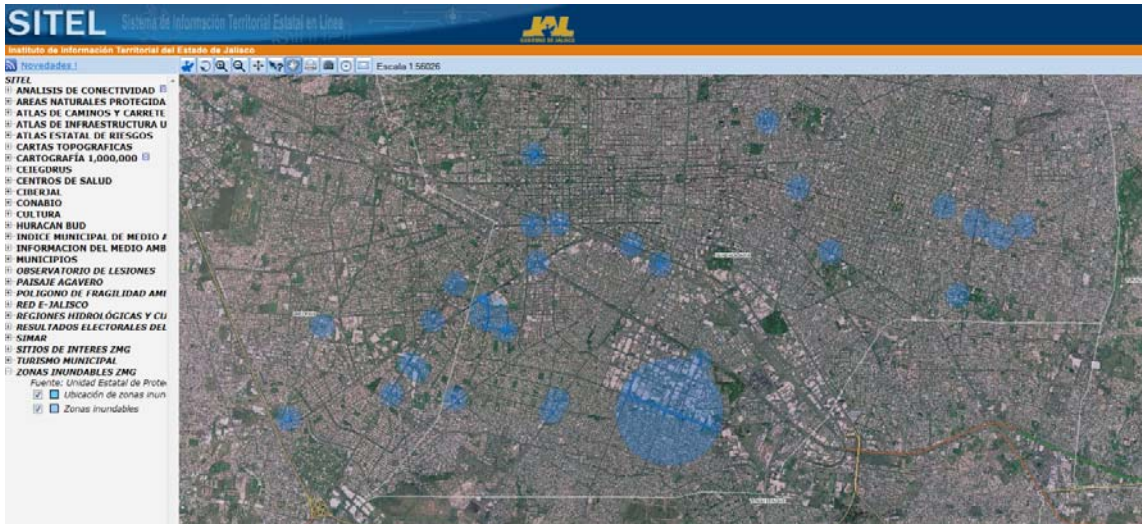 SITEL Sistema de Información Territorial Estatal en Línea
JAL
GOBIERNO DE JALISCO
Instituto de Información Territorial del Estado de Jalisco
Novedades !
Escala 1:56026
SITEL
ANALISIS DE CONECTIVIDAD
AREAS NATURALES PROTEGIDA
ATLAS DE CAMINOS Y CARRETE
ATLAS DE INFRAESTRUCTURA U
ATLAS ESTATAL DE RIESGOS
CARTAS TOPOGRAFICAS
CARTOGRAFÍA 1,000,000
CEIEGDRUS
CENTROS DE SALUD
CIBERJAL
CONABIO
CULTURA
HURACAN BUD
INDICE MUNICIPAL DE MEDIO A
INFORMACION DEL MEDIO AMB
MUNICIPIOS
OBSERVATORIO DE LESIONES
PAISAJE AGAVERO
POLIGONO DE FRAGILIDAD AMI
RED E-JALISCO
REGIONES HIDROLÓGICAS Y CU
RESULTADOS ELECTORALES DEL
SIMAR
SITIOS DE INTERES ZMG
TURISMO MUNICIPAL
ZONAS INUNDABLES ZMG
Fuente: Unidad Estatal de Prote
Ubicación de zonas inun
Zonas inundables